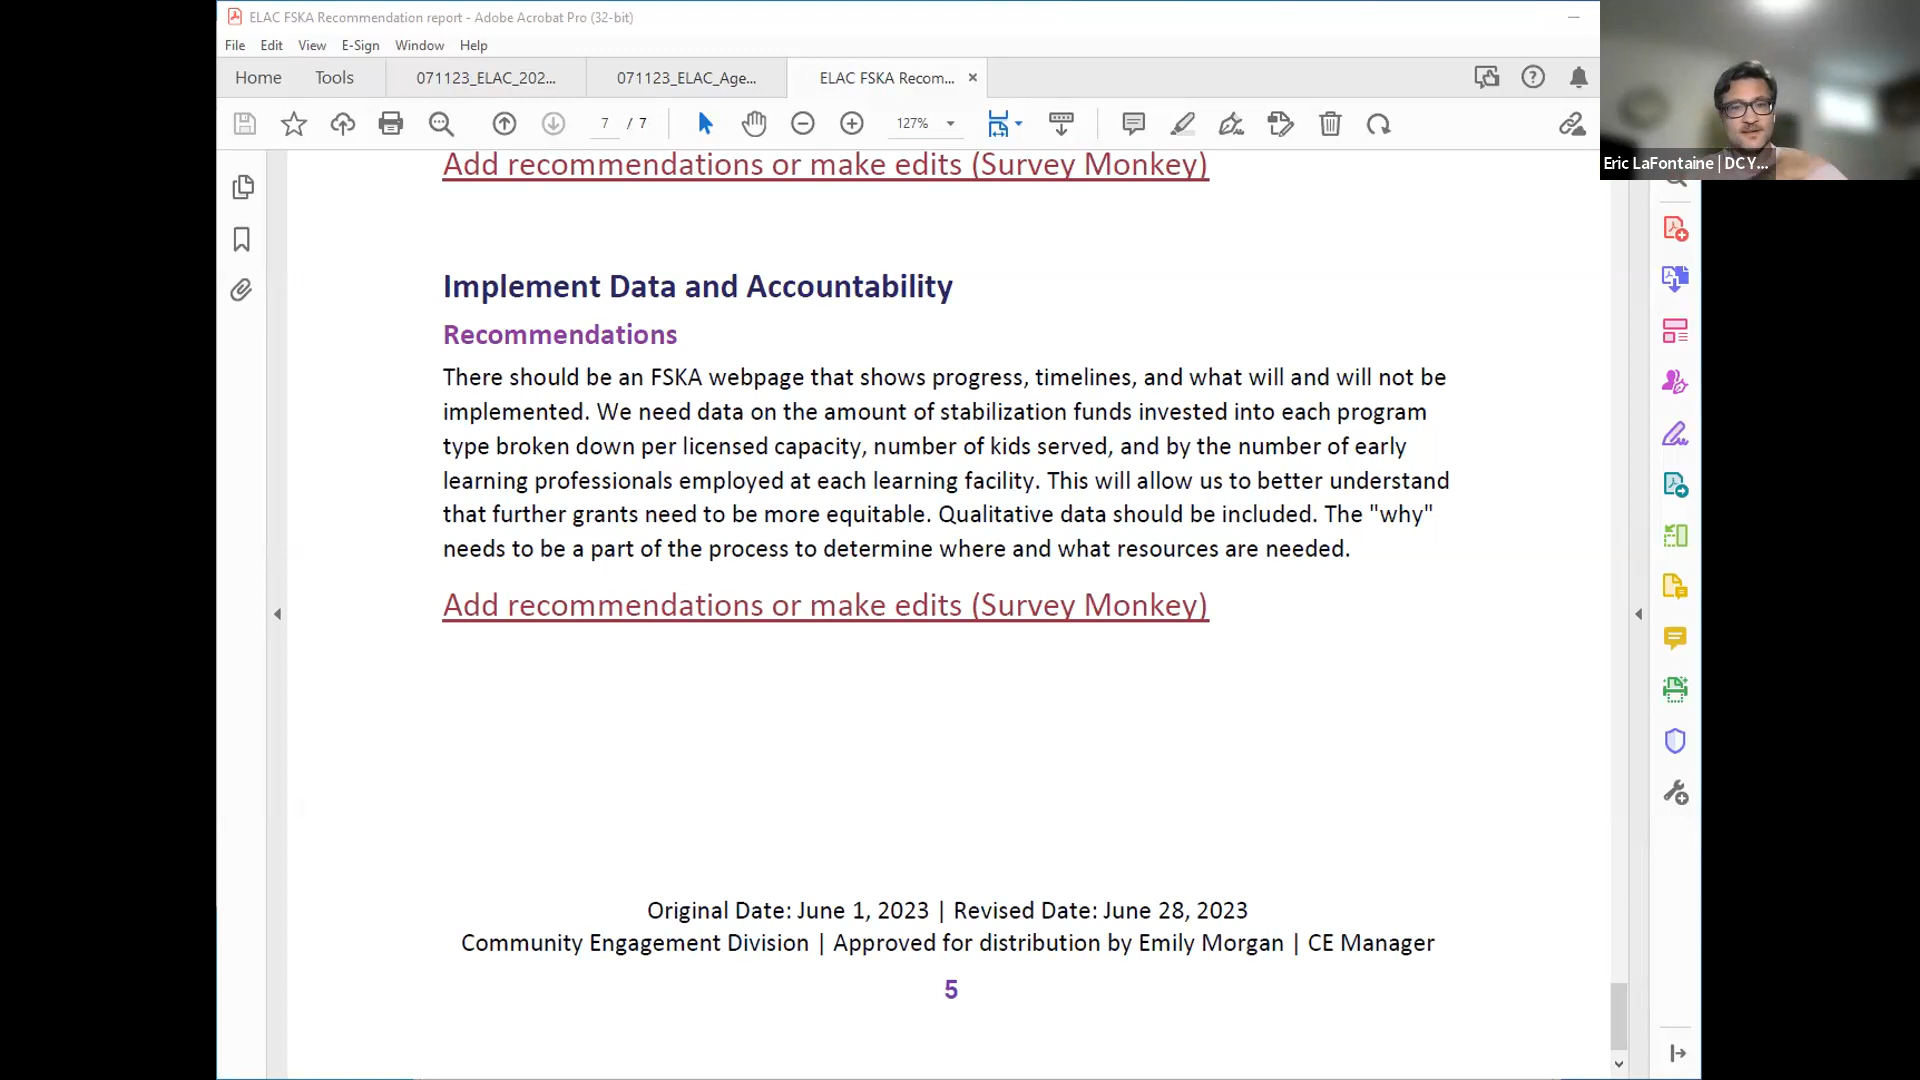 ELAC FSKA Recommendation report - Adobe Acrobat Pro (32-bit)
File Edit View E-Sign Window Help
Home Tools 071123_ELAC_202... 071123_ELAC_Age... ELAC FSKA Recom... ×
7 / 7 127%
Eric LaFontaine | DCY...
Add recommendations or make edits (Survey Monkey)
Implement Data and Accountability
Recommendations
There should be an FSKA webpage that shows progress, timelines, and what will and will not be
implemented. We need data on the amount of stabilization funds invested into each program
type broken down per licensed capacity, number of kids served, and by the number of early
learning professionals employed at each learning facility. This will allow us to better understand
that further grants need to be more equitable. Qualitative data should be included. The "why"
needs to be a part of the process to determine where and what resources are needed.
Add recommendations or make edits (Survey Monkey)
Original Date: June 1, 2023 | Revised Date: June 28, 2023
Community Engagement Division | Approved for distribution by Emily Morgan | CE Manager
5